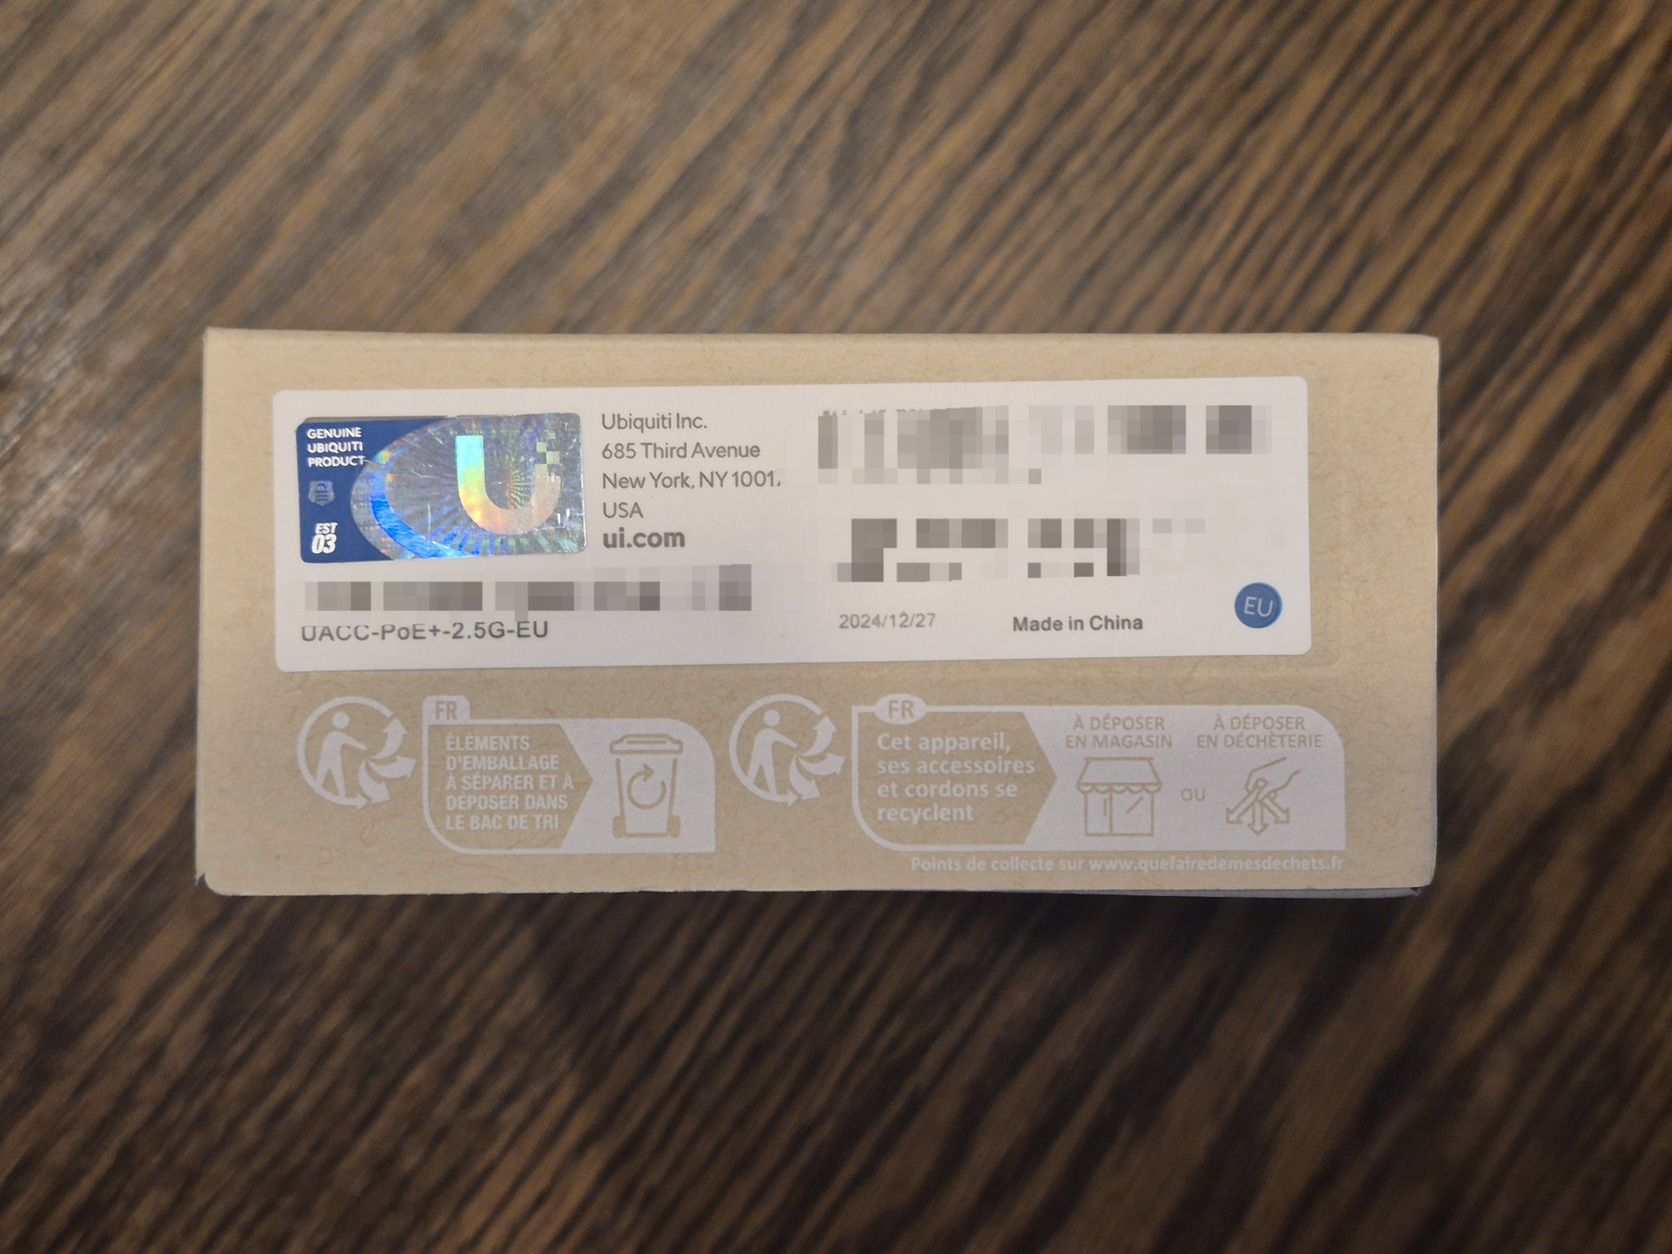 GENUINE
UBIQUITI
PRODUCT
EST
03
U
Ubiquiti Inc.
685 Third Avenue
New York, NY
USA
ui.com
UACC-PoE+-2.5G-EU
2024/12/27
Made in China
EU
FR
ÉLÉMENTS
D'EMBALLAGE
À SÉPARER ET À
DÉPOSER DANS
LE BAC DE TRI
FR
Cet appareil,
ses accessoires
et cordons se
recyclent
À DÉPOSER
EN MAGASIN
OU
À DÉPOSER
EN DÉCHÈTERIE
Points de collecte sur www.quefairedemesdechets.fr